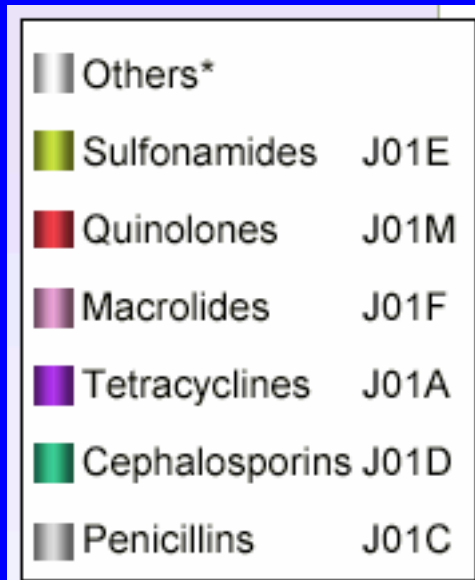 Others*
Sulfonamides J01E
Quinolones J01M
Macrolides J01F
Tetracyclines J01A
Cephalosporins J01D
Penicillins J01C